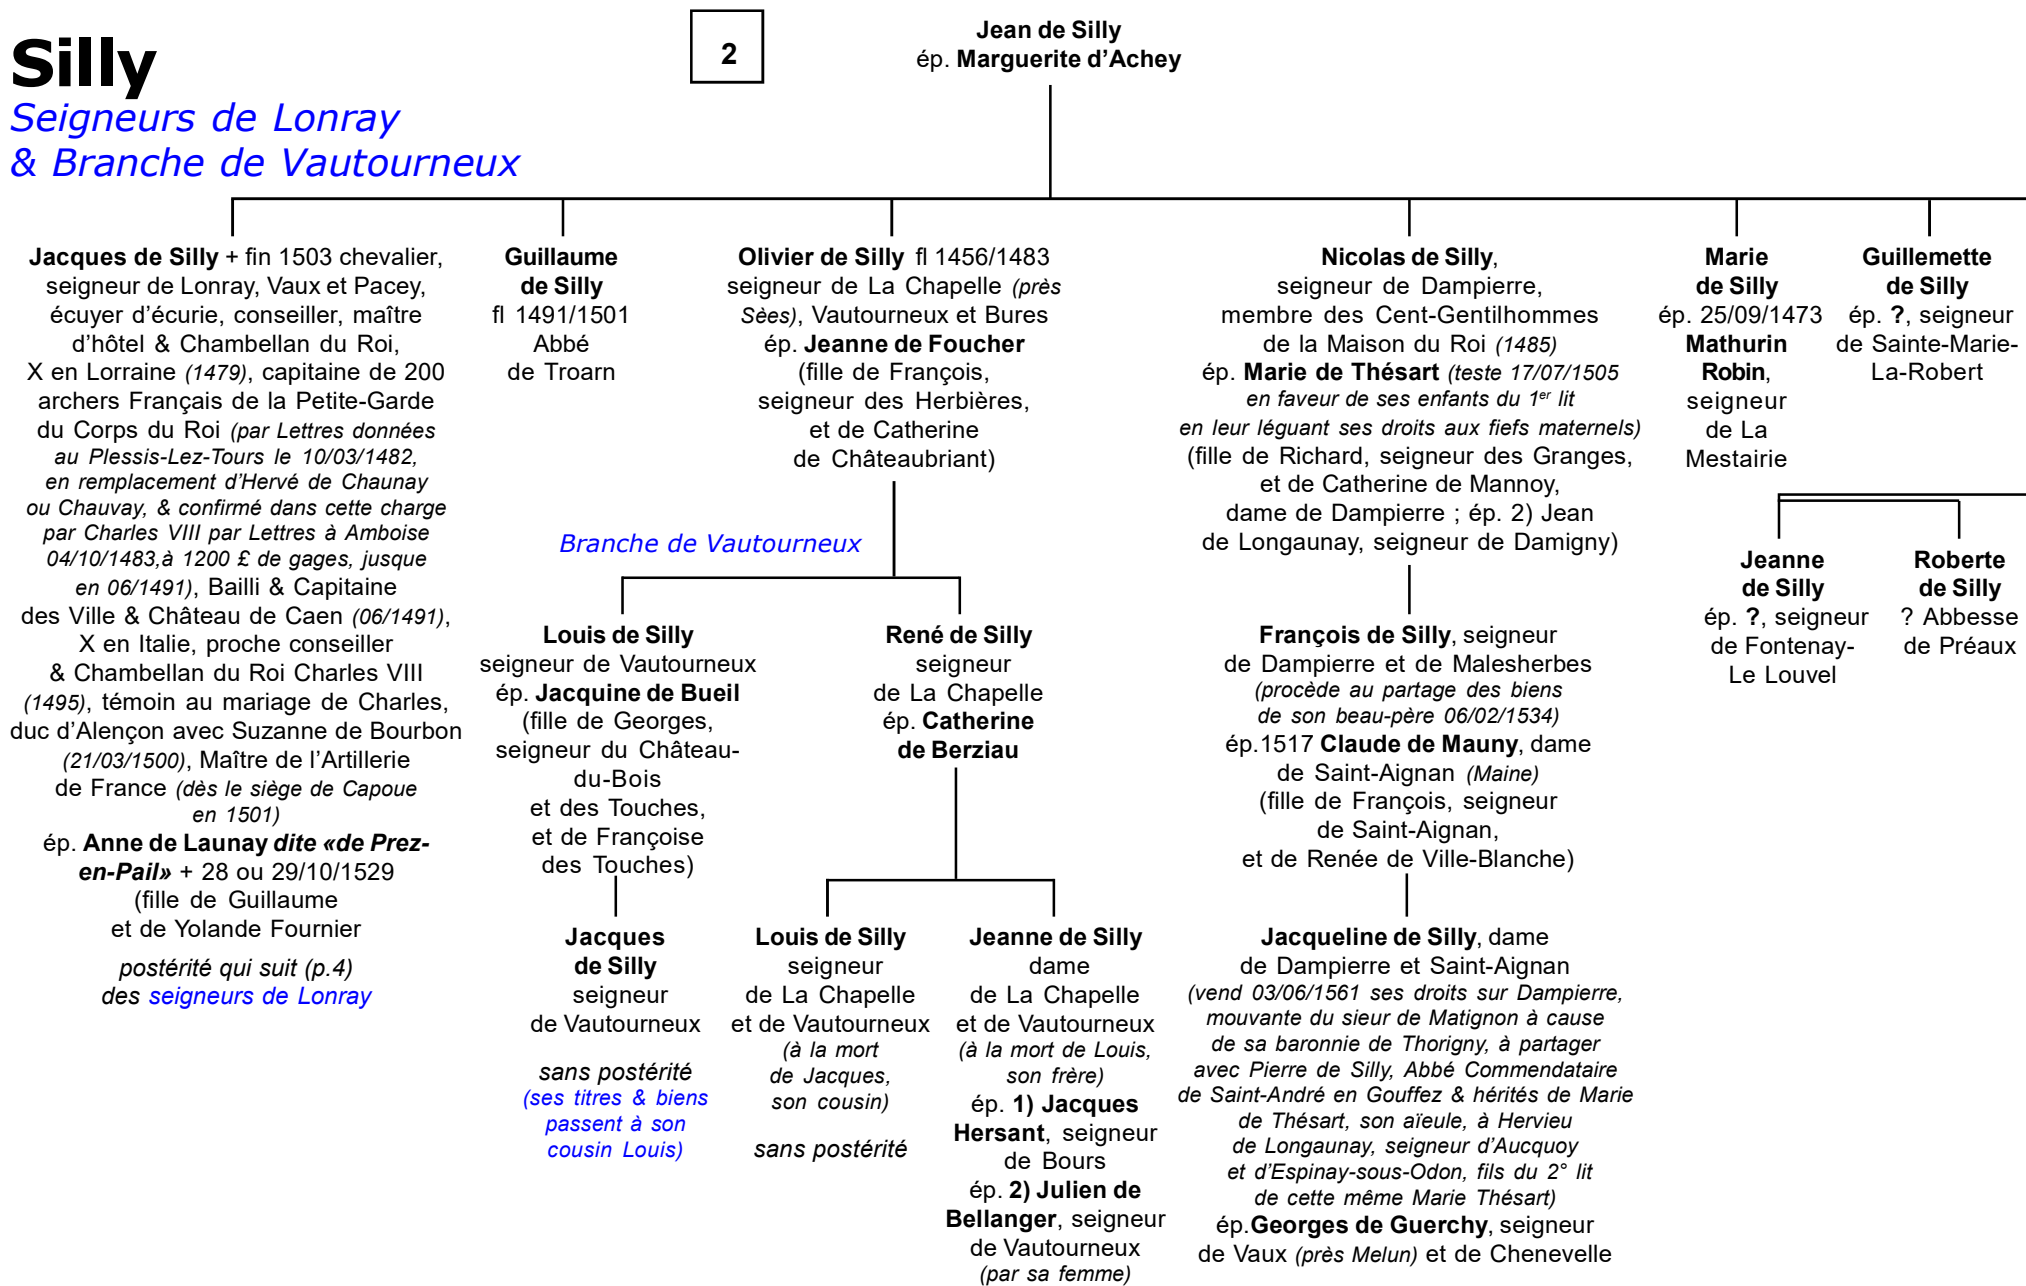 Silly
Seigneurs de Lonray
& Branche de Vautourneux
2
Jean de Silly
ép. Marguerite d’Achey
Jacques de Silly + fin 1503 chevalier,
seigneur de Lonray, Vaux et Pacey,
écuyer d’écurie, conseiller, maître
d’hôtel & Chambellan du Roi,
X en Lorraine (1479), capitaine de 200
archers Français de la Petite-Garde
du Corps du Roi (par Lettres données
au Plessis-Lez-Tours le 10/03/1482,
en remplacement d’Hervé de Chaunay
ou Chauvay, & confirmé dans cette charge
par Charles VIII par Lettres à Amboise
04/10/1483,à 1200 £ de gages, jusque
en 06/1491), Bailli & Capitaine
des Ville & Château de Caen (06/1491),
X en Italie, proche conseiller
& Chambellan du Roi Charles VIII
(1495), témoin au mariage de Charles,
duc d’Alençon avec Suzanne de Bourbon
(21/03/1500), Maître de l’Artillerie
de France (dès le siège de Capoue
en 1501)
ép. Anne de Launay dite «de Prez-
en-Pail» + 28 ou 29/10/1529
(fille de Guillaume
et de Yolande Fournier
postérité qui suit (p.4)
des seigneurs de Lonray
Guillaume
de Silly
fl 1491/1501
Abbé
de Troarn
Olivier de Silly fl 1456/1483
seigneur de La Chapelle (près
Sèes), Vautourneux et Bures
ép. Jeanne de Foucher
(fille de François,
seigneur des Herbières,
et de Catherine
de Châteaubriant)
Nicolas de Silly,
seigneur de Dampierre,
membre des Cent-Gentilhommes
de la Maison du Roi (1485)
ép. Marie de Thésart (teste 17/07/1505
en faveur de ses enfants du 1er lit
en leur léguant ses droits aux fiefs maternels)
(fille de Richard, seigneur des Granges,
et de Catherine de Mannoy,
dame de Dampierre ; ép. 2) Jean
de Longaunay, seigneur de Damigny)
Marie
de Silly
ép. 25/09/1473
Mathurin
Robin,
seigneur
de La
Mestairie
Guillemette
de Silly
ép. ?, seigneur
de Sainte-Marie-
La-Robert
Branche de Vautourneux
Jeanne
de Silly
ép. ?, seigneur
de Fontenay-
Le Louvel
Roberte
de Silly
? Abbesse
de Préaux
Louis de Silly
seigneur de Vautourneux
ép. Jacquine de Bueil
(fille de Georges,
seigneur du Château-
du-Bois
et des Touches,
et de Françoise
des Touches)
René de Silly
seigneur
de La Chapelle
ép. Catherine
de Berziau
François de Silly, seigneur
de Dampierre et de Malesherbes
(procède au partage des biens
de son beau-père 06/02/1534)
ép.1517 Claude de Mauny, dame
de Saint-Aignan (Maine)
(fille de François, seigneur
de Saint-Aignan,
et de Renée de Ville-Blanche)
Jacques
de Silly
seigneur
de Vautourneux
sans postérité
(ses titres & biens
passent à son
cousin Louis)
Louis de Silly
seigneur
de La Chapelle
et de Vautourneux
(à la mort
de Jacques,
son cousin)
sans postérité
Jeanne de Silly
dame
de La Chapelle
et de Vautourneux
(à la mort de Louis,
son frère)
ép. 1) Jacques
Hersant, seigneur
de Bours
ép. 2) Julien de
Bellanger, seigneur
de Vautourneux
(par sa femme)
Jacqueline de Silly, dame
de Dampierre et Saint-Aignan
(vend 03/06/1561 ses droits sur Dampierre,
mouvante du sieur de Matignon à cause
de sa baronnie de Thorigny, à partager
avec Pierre de Silly, Abbé Commendataire
de Saint-André en Gouffez & hérités de Marie
de Thésart, son aïeule, à Hervieu
de Longaunay, seigneur d’Aucquoy
et d’Espinay-sous-Odon, fils du 2° lit
de cette même Marie Thésart)
ép.Georges de Guerchy, seigneur
de Vaux (près Melun) et de Chenevelle